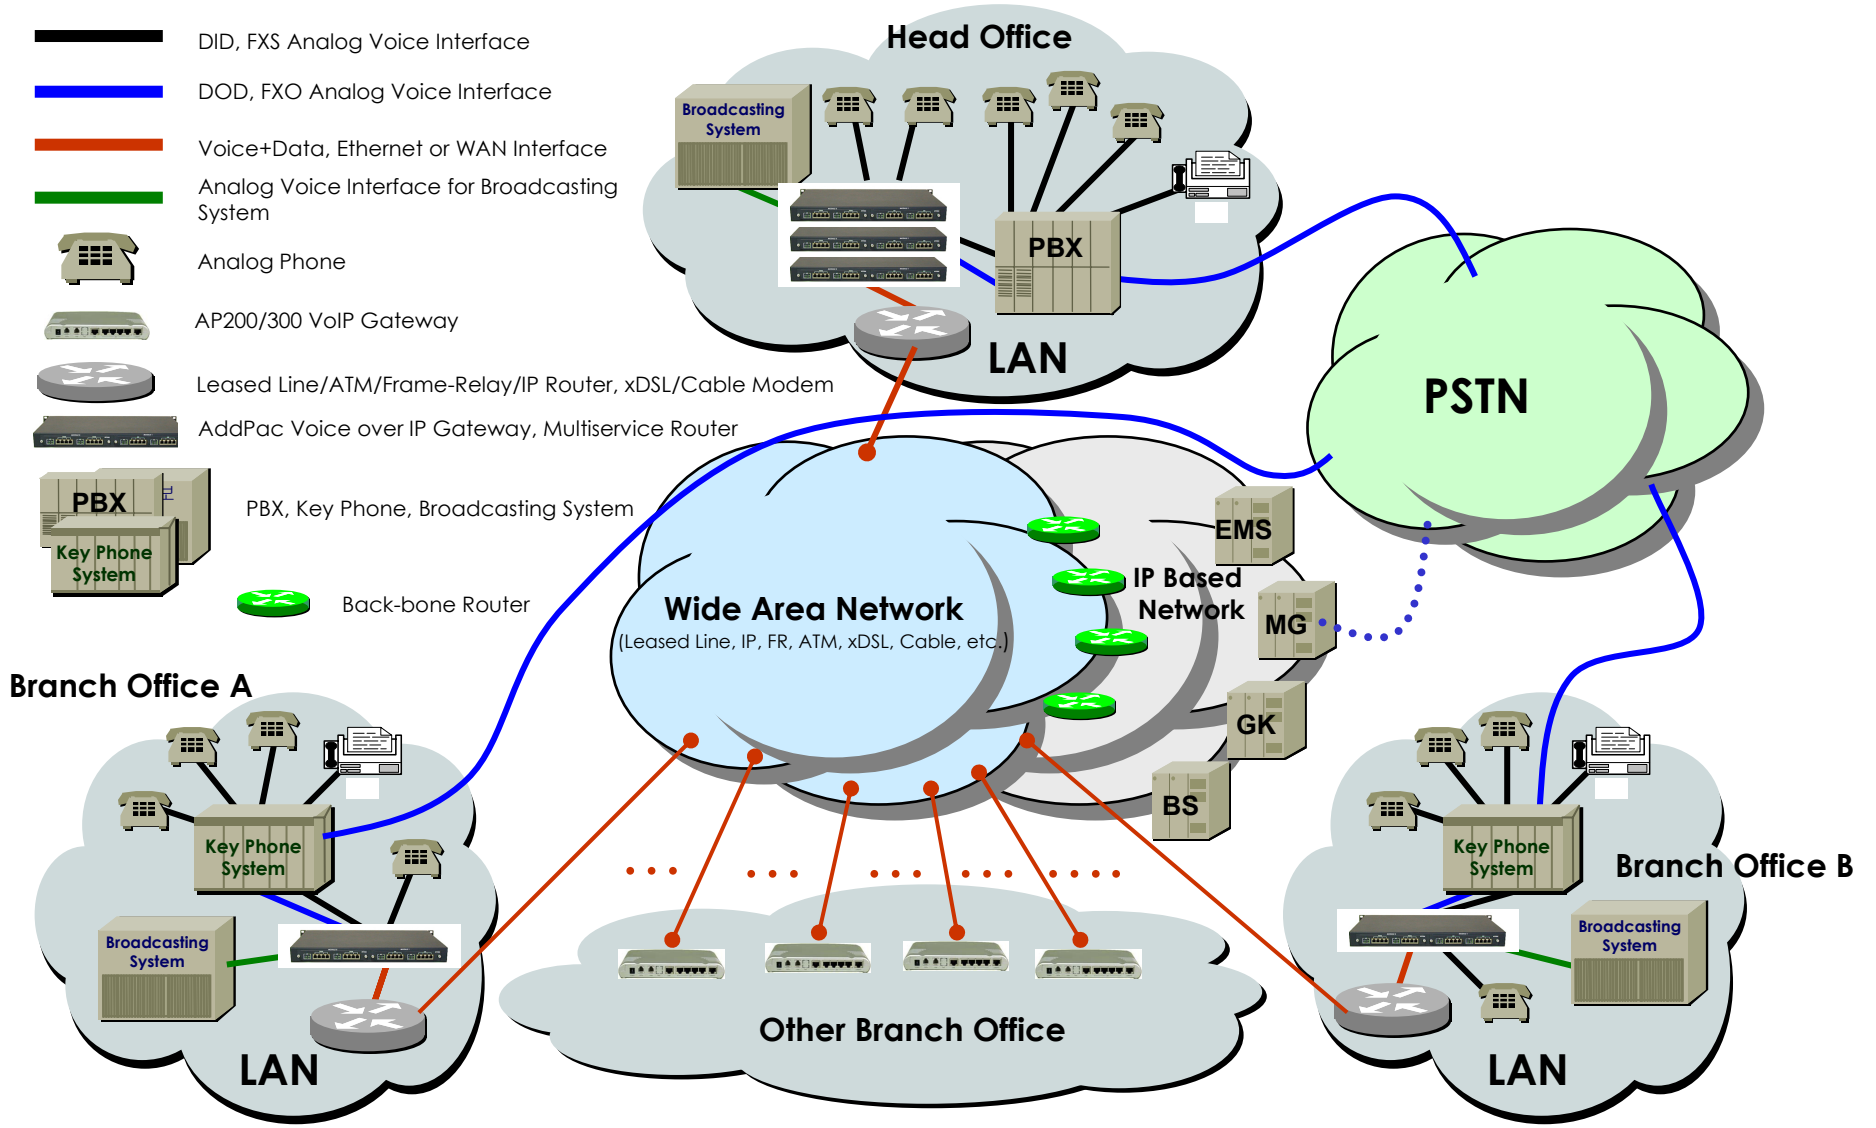 DID, FXS Analog Voice Interface
DOD, FXO Analog Voice Interface
Voice+Data, Ethernet or WAN Interface
Analog Voice Interface for Broadcasting
System
Analog Phone
AP200/300 VoIP Gateway
Leased Line/ATM/Frame-Relay/IP Router, xDSL/Cable Modem
AddPac Voice over IP Gateway, Multiservice Router
PBX
Key Phone
System
PBX, Key Phone, Broadcasting System
Back-bone Router
Head Office
Broadcasting
System
PBX
LAN
PSTN
Wide Area Network
(Leased Line, IP, FR, ATM, xDSL, Cable, etc.)
IP Based
Network
EMS
MG
GK
BS
Branch Office A
Key Phone
System
Broadcasting
System
LAN
Other Branch Office
Key Phone
System
Branch Office B
Broadcasting
System
LAN